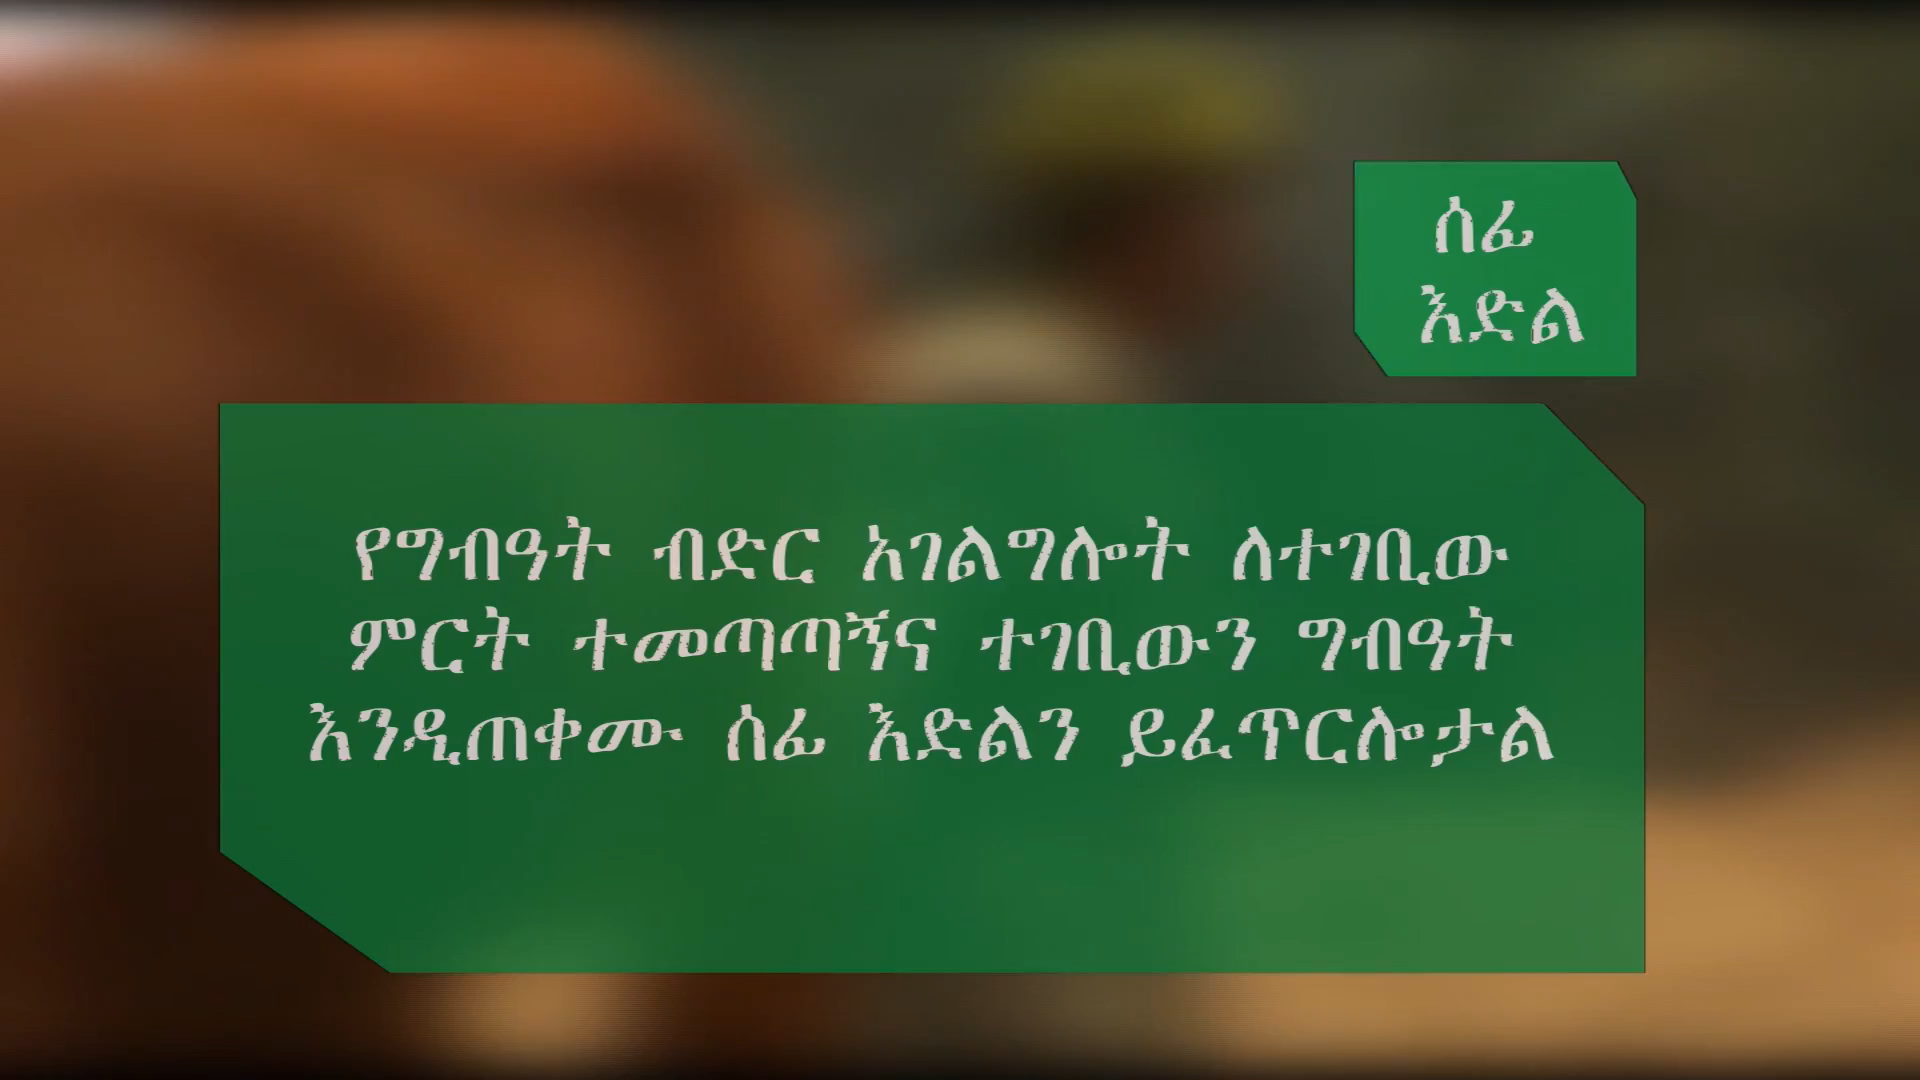 ሰፊ
እድል
የግብዓት ብድር አገልግሎት ለተገቢው
ምርት ተመጣጣኝና ተገቢውን ግብዓት
እንዲጠቀሙ ሰፊ እድልን ይፈጥርሎታል